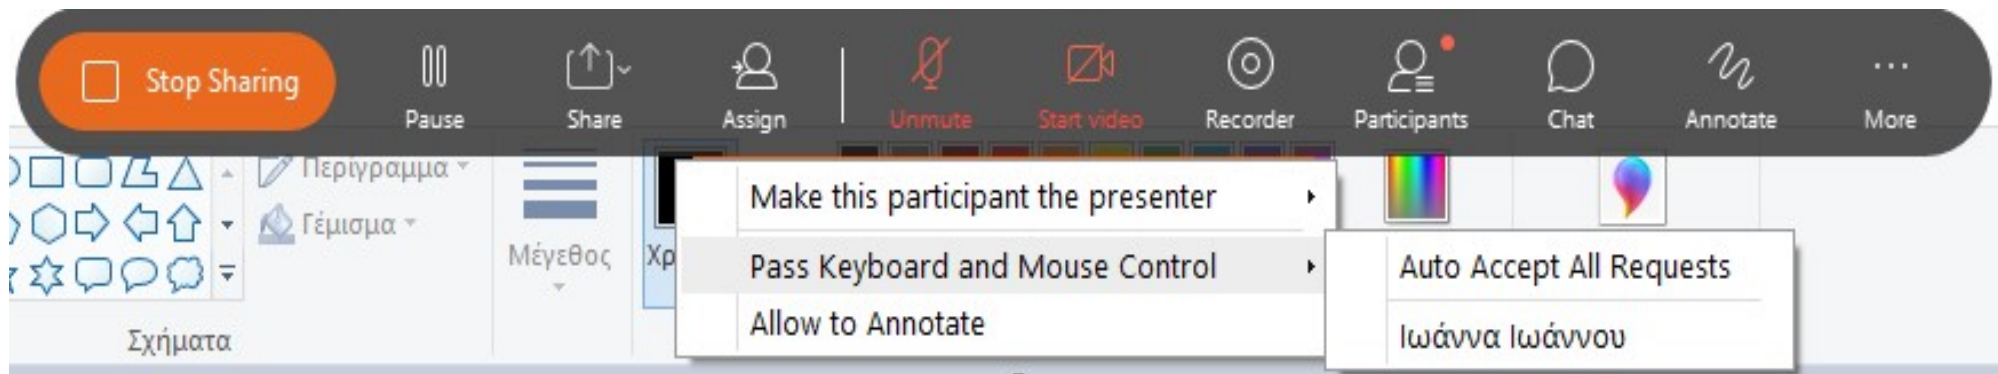 Stop Sharing
Pause
Share
Assign
Unmute
Start video
Recorder
Participants
Chat
Annotate
More
Περίγραμμα
Γέμισμα
Μέγεθος
Χρ
Σχήματα
Make this participant the presenter
Pass Keyboard and Mouse Control
Allow to Annotate
Auto Accept All Requests
Ιωάννα Ιωάννου